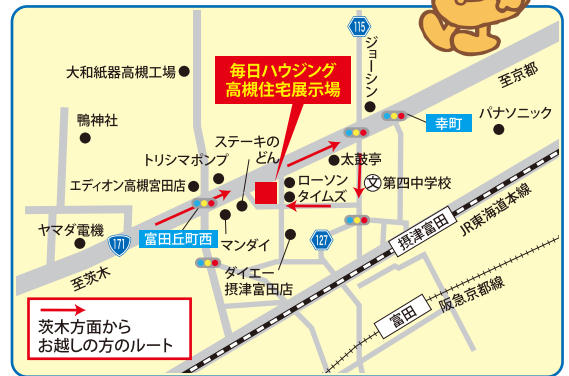 115
ジョーシン
至京都
大和紙器高槻工場
毎日ハウジング
高槻住宅展示場
幸町
パナソニック
鴨神社
ステーキの
どん
トリシマポンプ
太鼓亭
エディオン高槻宮田店
ローソン
タイムズ
文
第四中学校
ヤマダ電機
171
富田丘町西
マンダイ
127
摂津富田
JR東海道本線
至茨木
ダイエー
摂津富田店
富田
阪急京都線
茨木方面から
お越しの方のルート